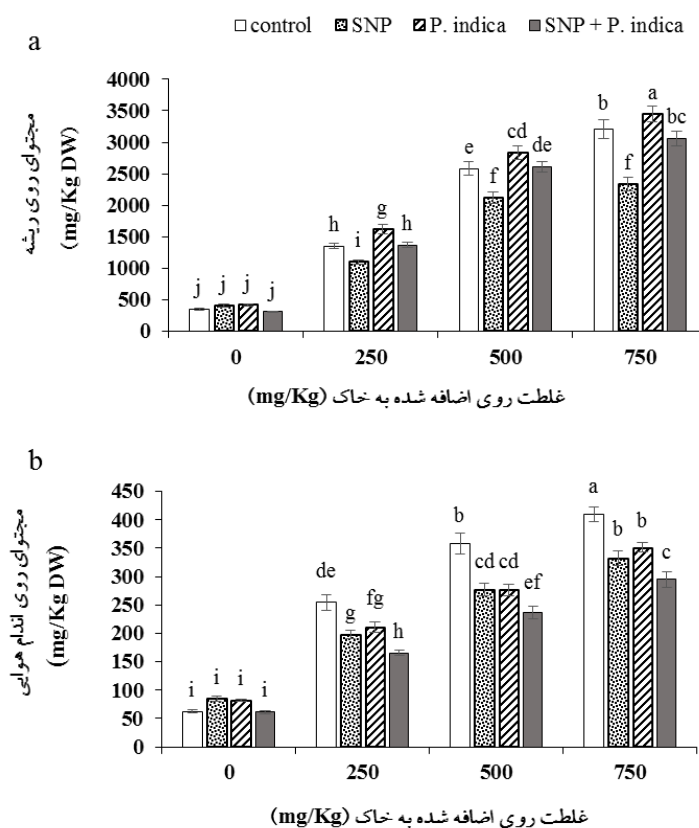 control SNP P. indica SNP + P. indica
a
مجتوای روی ریشه
(mg/Kg DW)
4000
3500
3000
2500
2000
1500
1000
500
0
j j j j
h i g h
e f cd de
b f a bc
0 250 500 750
غلطت روی اضافه شده به خاک (mg/Kg)
b
مجتوای روی اندام هوایی
(mg/Kg DW)
450
400
350
300
250
200
150
100
50
0
i i i i
de g fg h
b cd cd ef
a b b c
0 250 500 750
غلطت روی اضافه شده به خاک (mg/Kg)